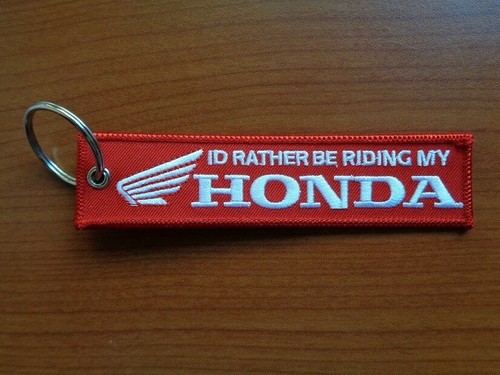 ID RATHER BE RIDING MY
HONDA